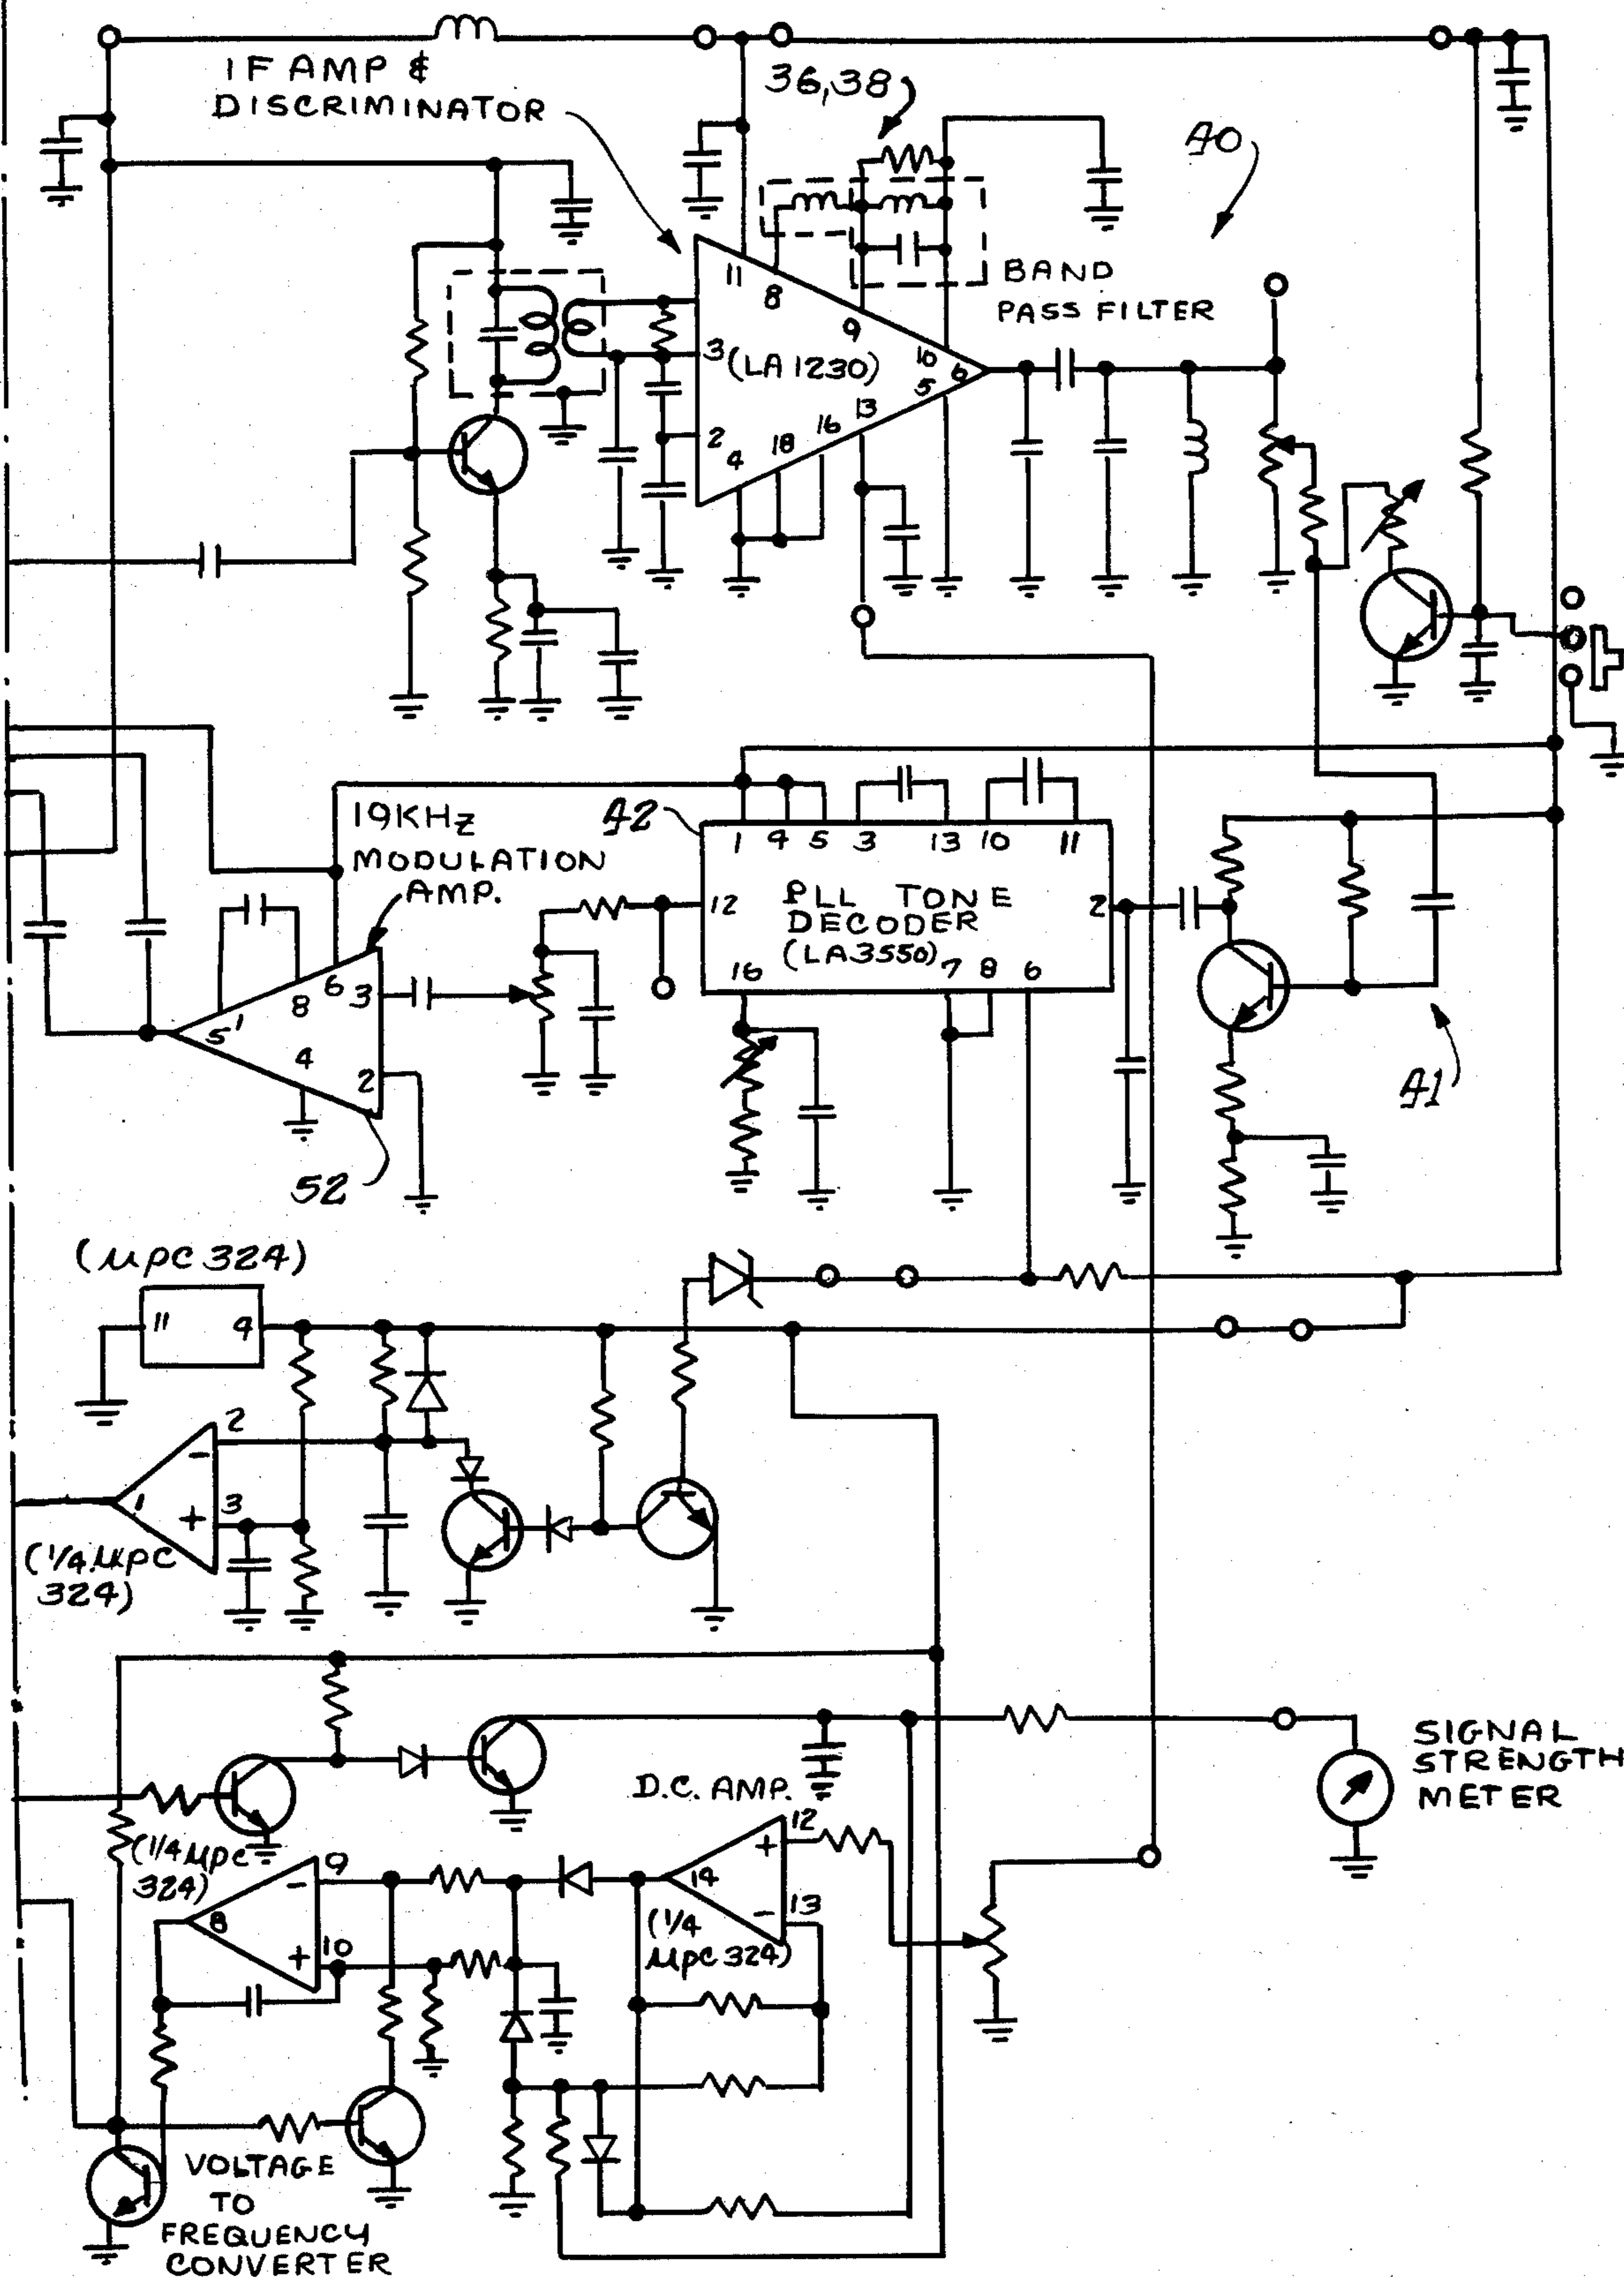 IF AMP &
DISCRIMINATOR
36,38
40
11
8
9
BAND
PASS FILTER
3
(LA 1230)
10
6
5
13
16
2
18
4
19KHz
MODULATION
AMP.
42
1
4
5
3
13
10
11
12
PLL TONE
DECODER
(LA3550)
2
16
7
8
6
6
3
8
1
5
4
2
52
41
(μpc 324)
11
4
2
-
1
3
+
(1/4 μpc
324)
SIGNAL
STRENGTH
METER
D.C. AMP.
12
+
14
13
-
(1/4
μpc 324)
(1/4 μpc
324)
9
-
8
10
+
VOLTAGE
TO
FREQUENCY
CONVERTER